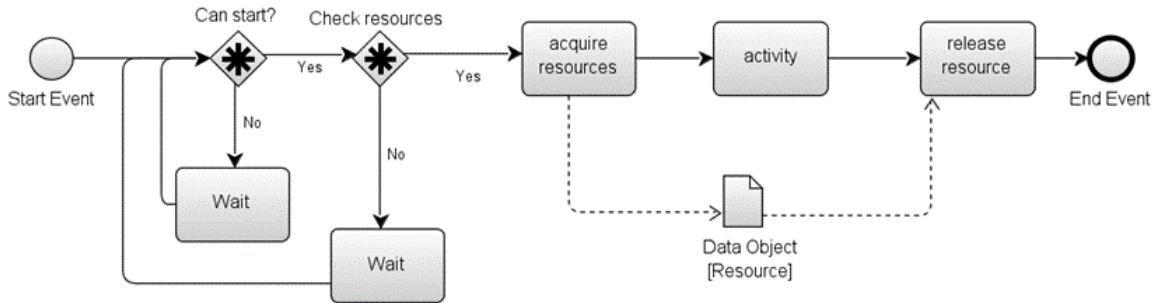 Can start?
Check resources
Start Event
Yes
Yes
acquire
resources
activity
release
resource
End Event
No
No
Wait
Wait
Data Object
[Resource]